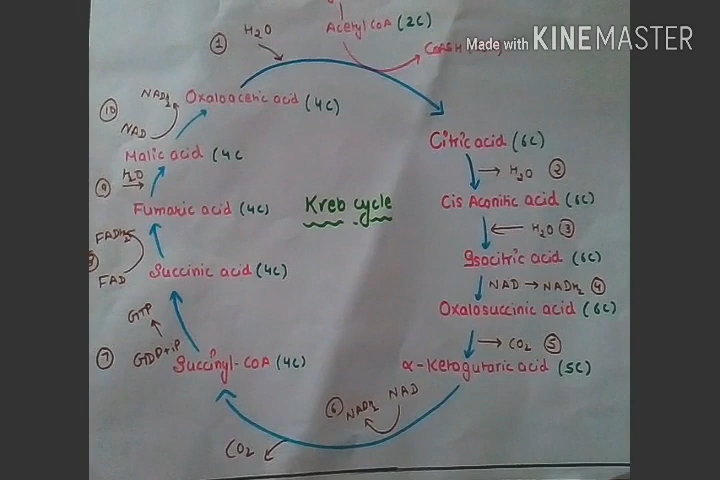 Acetyl CoA (2C)
① H₂O
CoASH
Made with KINEMASTER
Oxaloacetic acid (4C)
Citric acid (6C)
→ H₂O ②
Cis Aconitic acid (6C)
← H₂O ③
Isocitric acid (6C)
NAD → NADH₂ ④
Oxalosuccinic acid (6C)
→ CO₂ ⑤
α-Ketogutaric acid (5C)
⑥ NADH₂ NAD
CO₂
Succinyl-COA (4C)
⑦ GDP+iP
GTP
Succinic acid (4C)
FAD
FADH₂
Fumaric acid (4C)
⑨ H₂O
Malic acid (4C
⑩ NAD
NADH₂
Kreb cycle